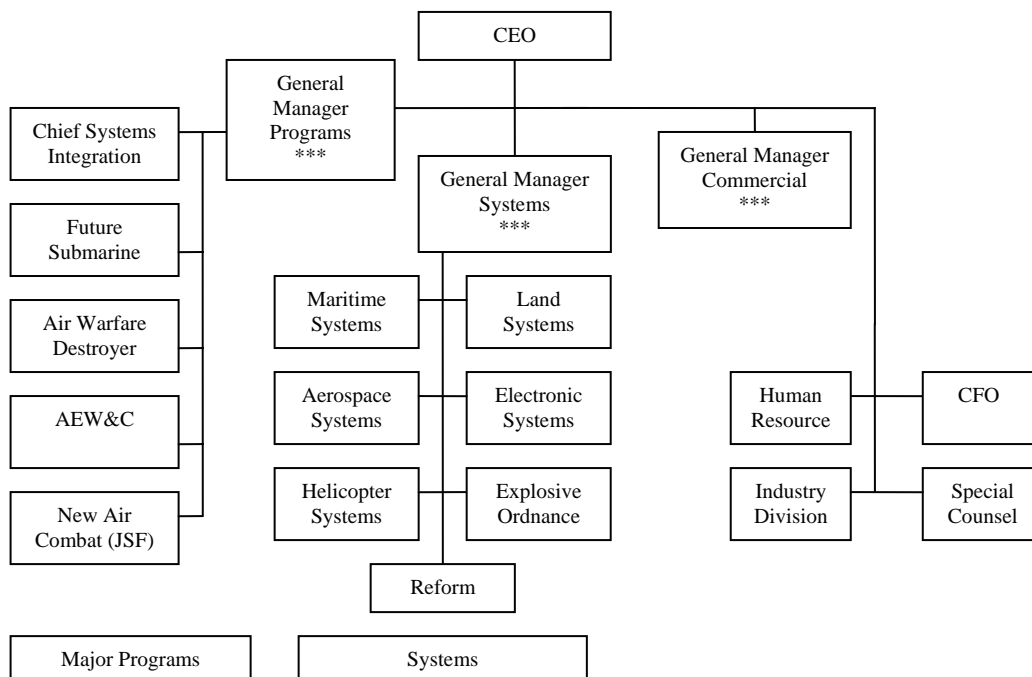 CEO
General
Manager
Programs
***
Chief Systems
Integration
General Manager
Commercial
***
General Manager
Systems
***
Future
Submarine
Maritime
Systems
Land
Systems
Air Warfare
Destroyer
Aerospace
Systems
Electronic
Systems
Human
Resource
CFO
AEW&C
Helicopter
Systems
Explosive
Ordnance
Industry
Division
Special
Counsel
New Air
Combat (JSF)
Reform
Major Programs
Systems